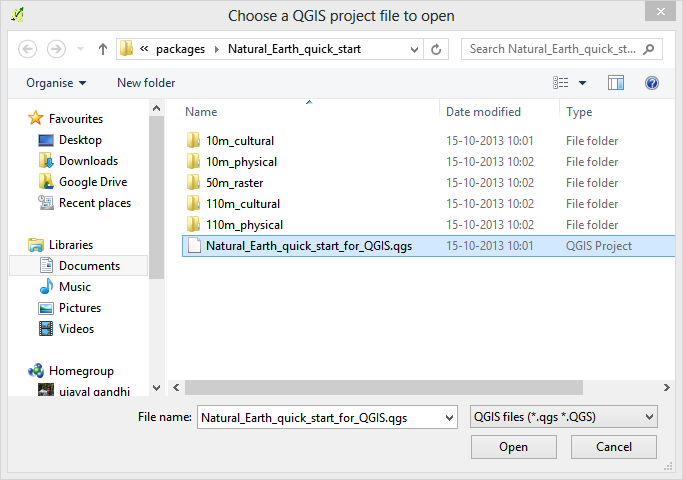 Choose a QGIS project file to open
« packages Natural_Earth_quick_start
Search Natural_Earth_quick_st...
Organise New folder
Name Date modified Type
Favourites
Desktop
Downloads
Google Drive
Recent places
Libraries
Documents
Music
Pictures
Videos
Homegroup
ujaval gandhi
10m_cultural 15-10-2013 10:01 File folder
10m_physical 15-10-2013 10:02 File folder
50m_raster 15-10-2013 10:02 File folder
110m_cultural 15-10-2013 10:02 File folder
110m_physical 15-10-2013 10:02 File folder
Natural_Earth_quick_start_for_QGIS.qgs 15-10-2013 10:01 QGIS Project
File name: Natural_Earth_quick_start_for_QGIS.qgs QGIS files (*.qgs *.QGS)
Open Cancel